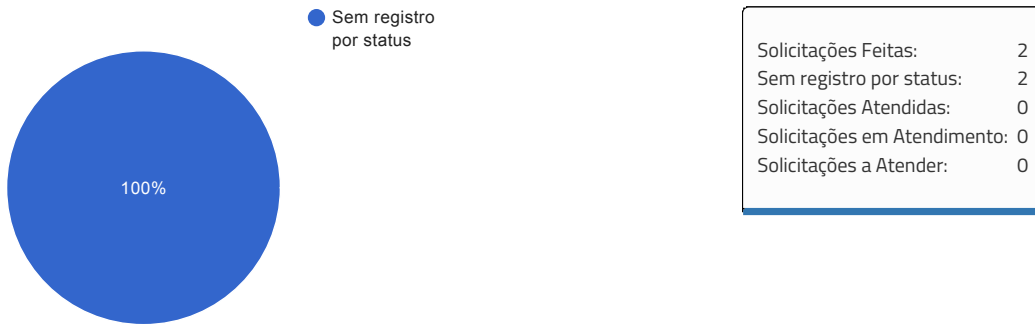 Sem registro
por status
100%
Solicitações Feitas: 2
Sem registro por status: 2
Solicitações Atendidas: 0
Solicitações em Atendimento: 0
Solicitações a Atender: 0